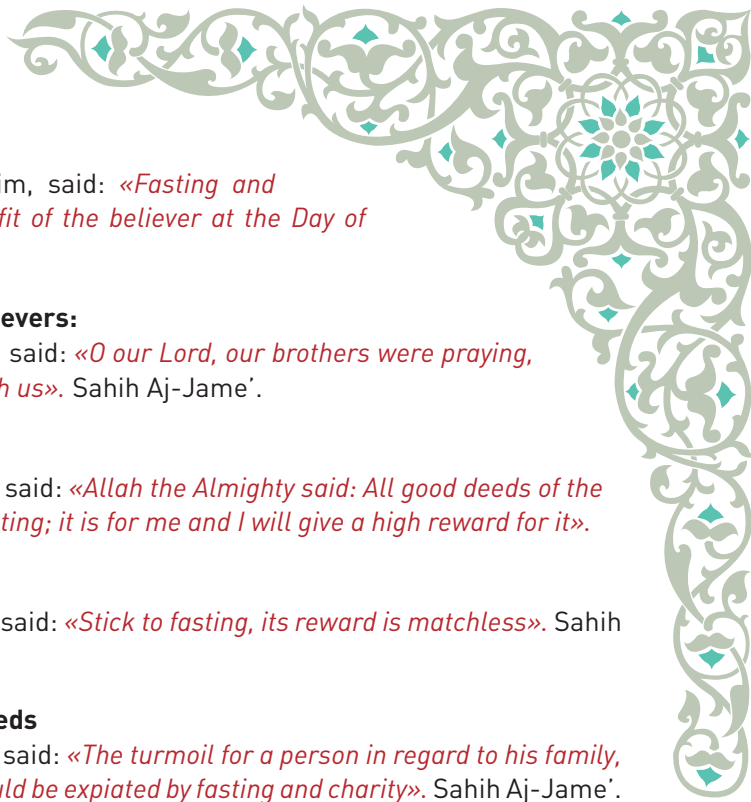 im, said: «Fasting and
fit of the believer at the Day of
evers:
said: «O our Lord, our brothers were praying,
h us». Sahih Aj-Jame’.
said: «Allah the Almighty said: All good deeds of the
ting; it is for me and I will give a high reward for it».
said: «Stick to fasting, its reward is matchless». Sahih
eds
said: «The turmoil for a person in regard to his family,
uld be expiated by fasting and charity». Sahih Aj-Jame’.